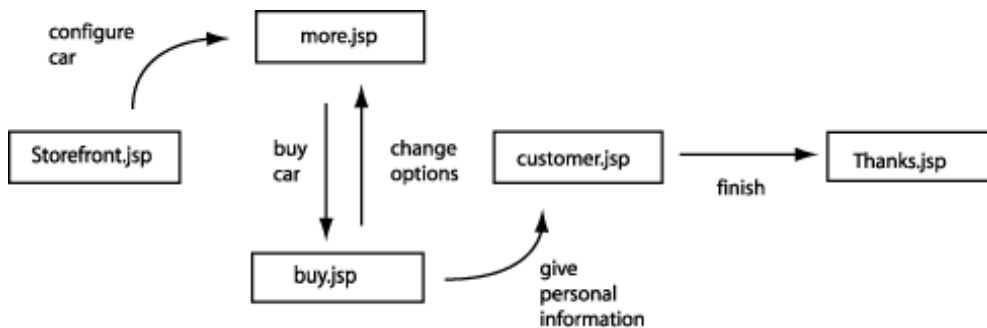 configure
car
more.jsp
Storefront.jsp
buy
car
change
options
customer.jsp
Thanks.jsp
finish
buy.jsp
give
personal
information